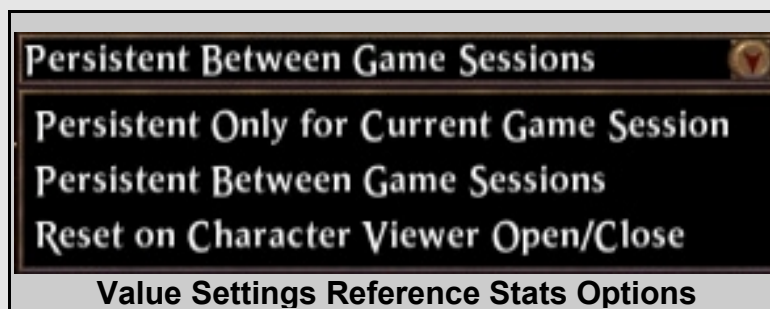 Persistent Between Game Sessions
Persistent Only for Current Game Session
Persistent Between Game Sessions
Reset on Character Viewer Open/Close
Value Settings Reference Stats Options